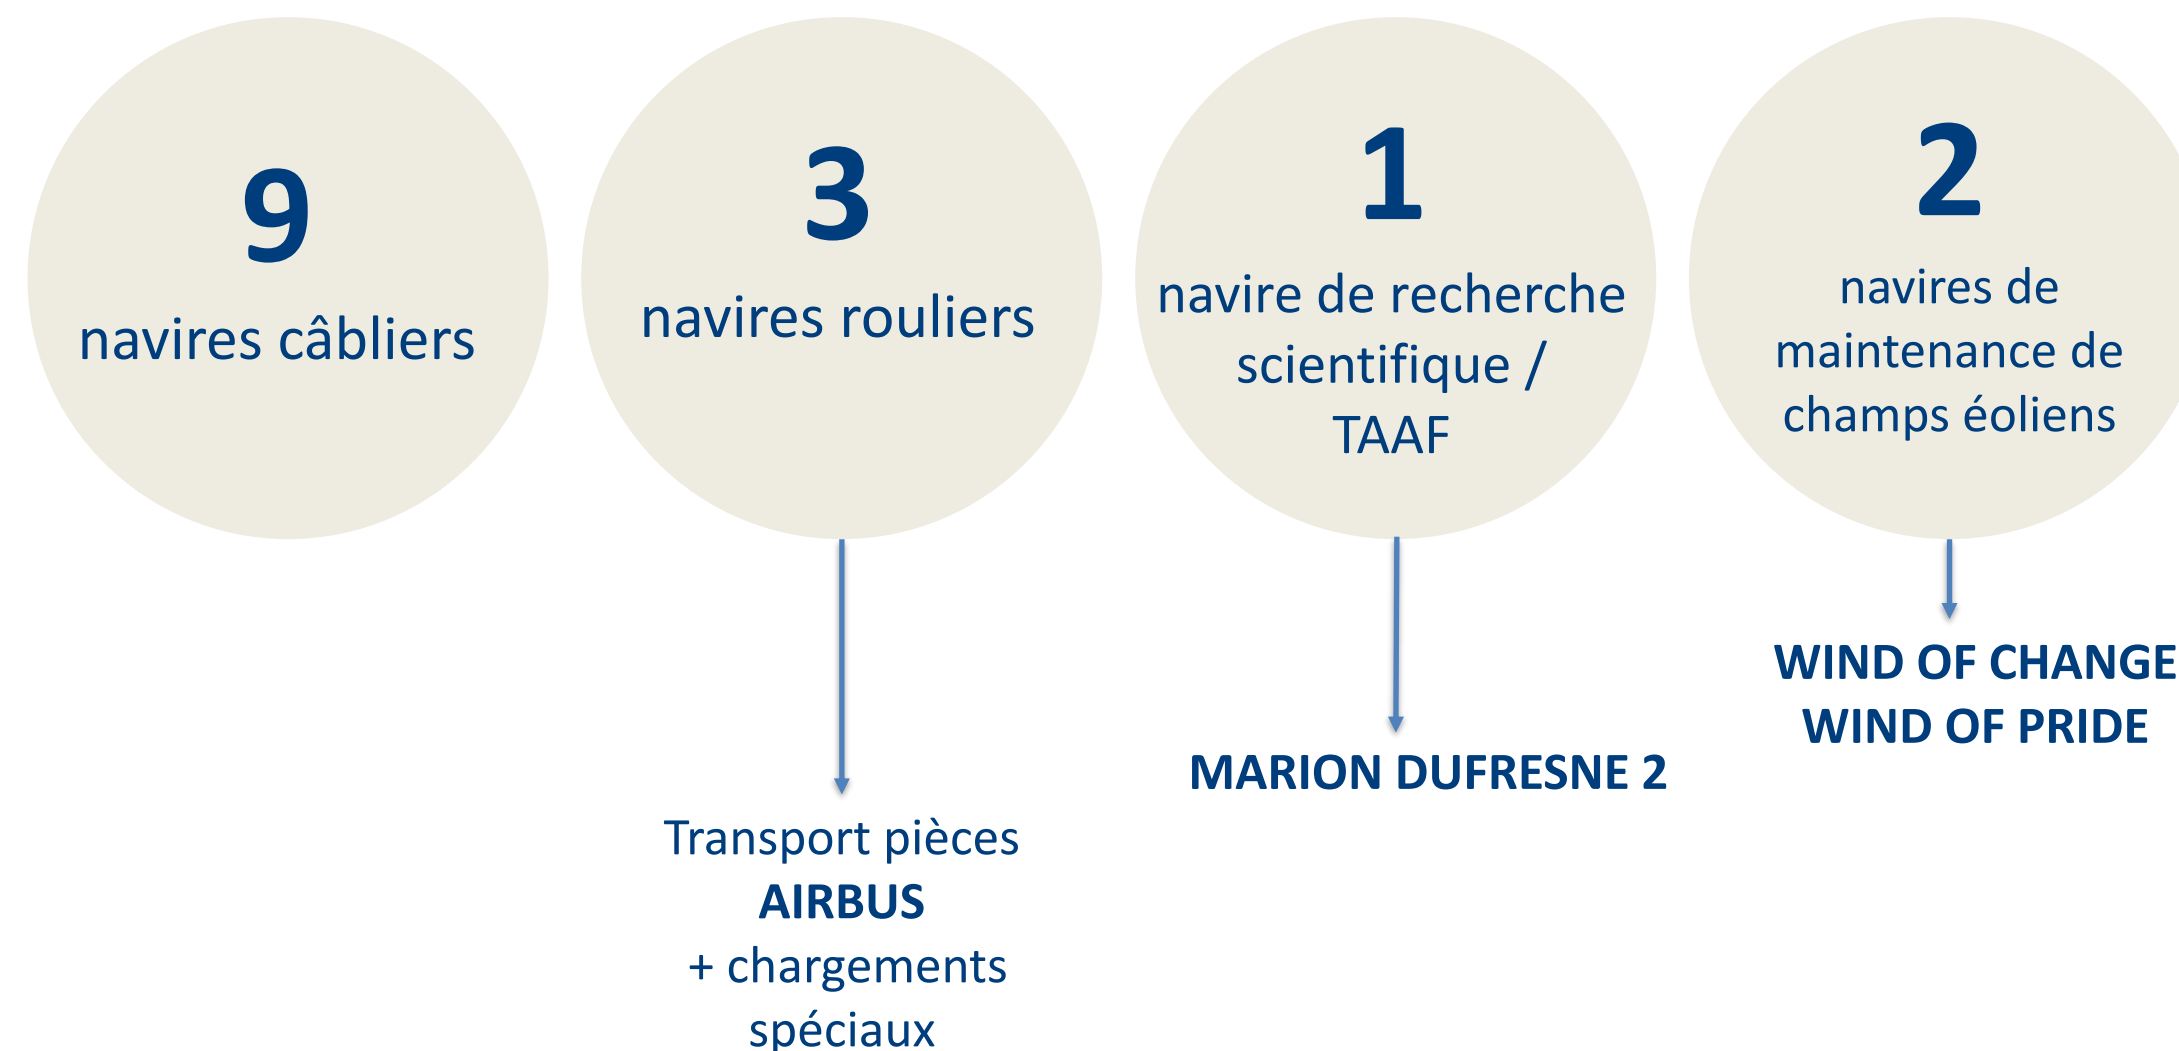 9
navires câbliers
3
navires rouliers
1
navire de recherche
scientifique /
TAAF
2
navires de
maintenance de
champs éoliens
Transport pièces
AIRBUS
+ chargements
spéciaux
MARION DUFRESNE 2
WIND OF CHANGE
WIND OF PRIDE